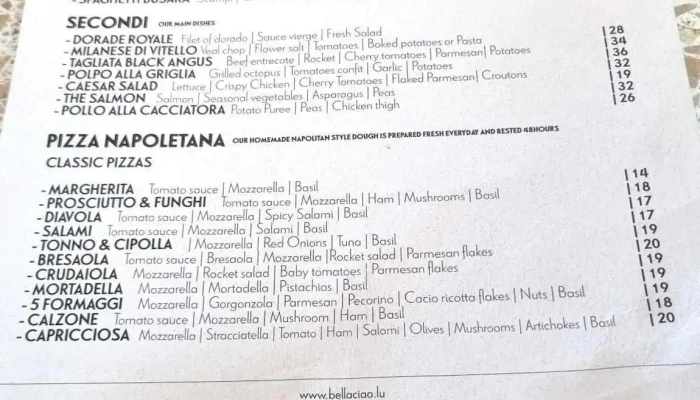 SECONDI OUR MAIN DISHES
- DORADE ROYALE Filet of dorado | Sauce vierge | Fresh Salad | 28
- MILANESE DI VITELLO Veal chop | Flower salt | Tomatoes | Baked potatoes or Pasta | 34
- TAGLIATA BLACK ANGUS Beef entrecote | Rocket | Cherry tomatoes | Parmesan | Potatoes | 36
- POLPO ALLA GRIGLIA Grilled octopus | Tomatoes confit | Garlic | Potatoes | 32
- CAESAR SALAD Lettuce | Crispy Chicken | Cherry Tomatoes | Flaked Parmesan | Croutons | 19
- THE SALMON Salmon | Seasonal vegetables | Asparagus | Peas | 32
- POLLO ALLA CACCIATORA Potato Puree | Peas | Chicken thigh | 26
PIZZA NAPOLETANA OUR HOMEMADE NAPOLITAN STYLE DOUGH IS PREPARED FRESH EVERYDAY AND RESTED 48HOURS
CLASSIC PIZZAS
- MARGHERITA Tomato sauce | Mozzarella | Basil | 14
- PROSCIUTTO & FUNGHI Tomato sauce | Mozzarella | Ham | Mushrooms | Basil | 18
- DIAVOLA Tomato sauce | Mozzarella | Spicy Salami | Basil | 17
- SALAMI Tomato sauce | Mozzarella | Salami | Basil | 17
- TONNO & CIPOLLA | Mozzarella | Red Onions | Tuna | Basil | 19
- BRESAOLA Tomato sauce | Bresaola | Mozzarella | Rocket salad | Parmesan flakes | 20
- CRUDAIOLA Mozzarella | Rocket salad | Baby tomatoes | Parmesan flakes | 19
- MORTADELLA Mozzarella | Mortadella | Pistachios | Basil | 19
- 5 FORMAGGI Mozzarella | Gorgonzola | Parmesan | Pecorino | Cacio ricotta flakes | Nuts | Basil | 19
- CALZONE Tomato sauce | Mozzarella | Mushroom | Ham | Basil | 18
- CAPRICCIOSA Mozzarella | Stracciatella | Tomato | Ham | Salami | Olives | Mushrooms | Artichokes | Basil | 20
www.bellaciao.lu